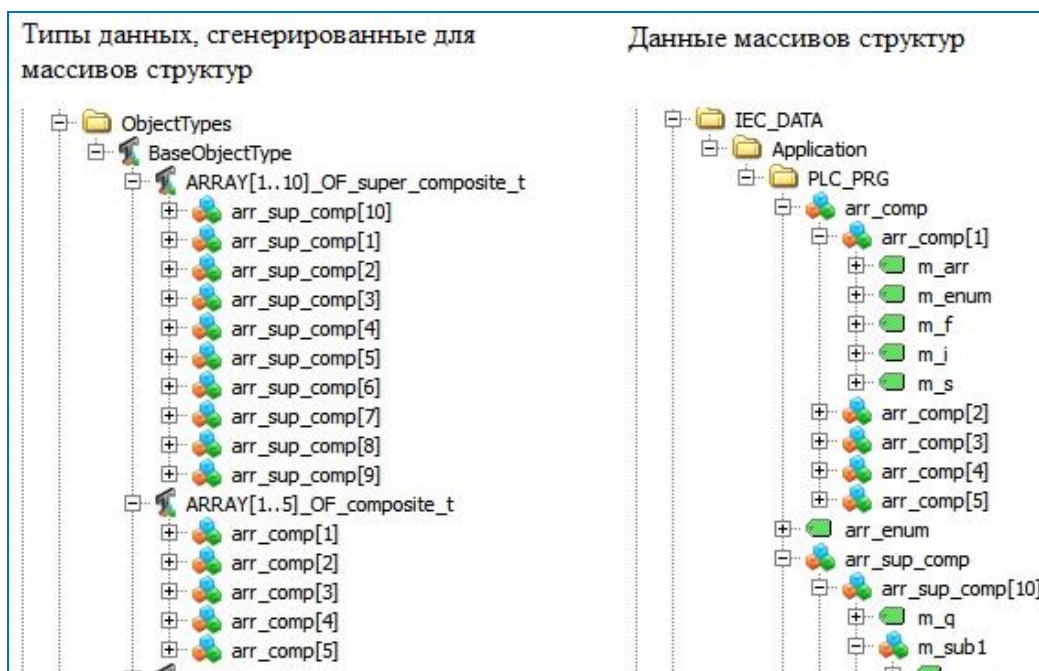 Типы данных, сгенерированные для
массивов структур
ObjectTypes
BaseObjectType
ARRAY[1..10]_OF_super_composite_t
arr_sup_comp[10]
arr_sup_comp[1]
arr_sup_comp[2]
arr_sup_comp[3]
arr_sup_comp[4]
arr_sup_comp[5]
arr_sup_comp[6]
arr_sup_comp[7]
arr_sup_comp[8]
arr_sup_comp[9]
ARRAY[1..5]_OF_composite_t
arr_comp[1]
arr_comp[2]
arr_comp[3]
arr_comp[4]
arr_comp[5]
Данные массивов структур
IEC_DATA
Application
PLC_PRG
arr_comp
arr_comp[1]
m_arr
m_enum
m_f
m_i
m_s
arr_comp[2]
arr_comp[3]
arr_comp[4]
arr_comp[5]
arr_enum
arr_sup_comp
arr_sup_comp[10]
m_q
m_sub1